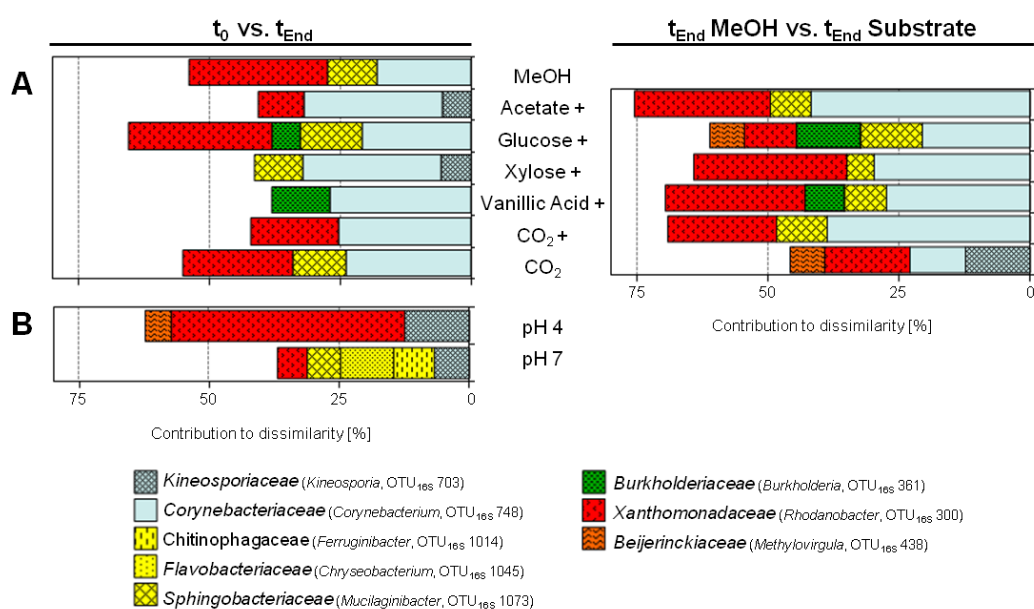 t0 vs. tEnd
tEnd MeOH vs. tEnd Substrate
A
MeOH
Acetate +
Glucose +
Xylose +
Vanillic Acid +
CO2 +
CO2
75 50 25 0
Contribution to dissimilarity [%]
B
pH 4
pH 7
75 50 25 0
Contribution to dissimilarity [%]
Kineosporiaceae (Kineosporia, OTU16S 703)
Corynebacteriaceae (Corynebacterium, OTU16S 748)
Chitinophagaceae (Ferruginibacter, OTU16S 1014)
Flavobacteriaceae (Chryseobacterium, OTU16S 1045)
Sphingobacteriaceae (Mucilaginibacter, OTU16S 1073)
Burkholderiaceae (Burkholderia, OTU16S 361)
Xanthomonadaceae (Rhodanobacter, OTU16S 300)
Beijerinckiaceae (Methylovirgula, OTU16S 438)